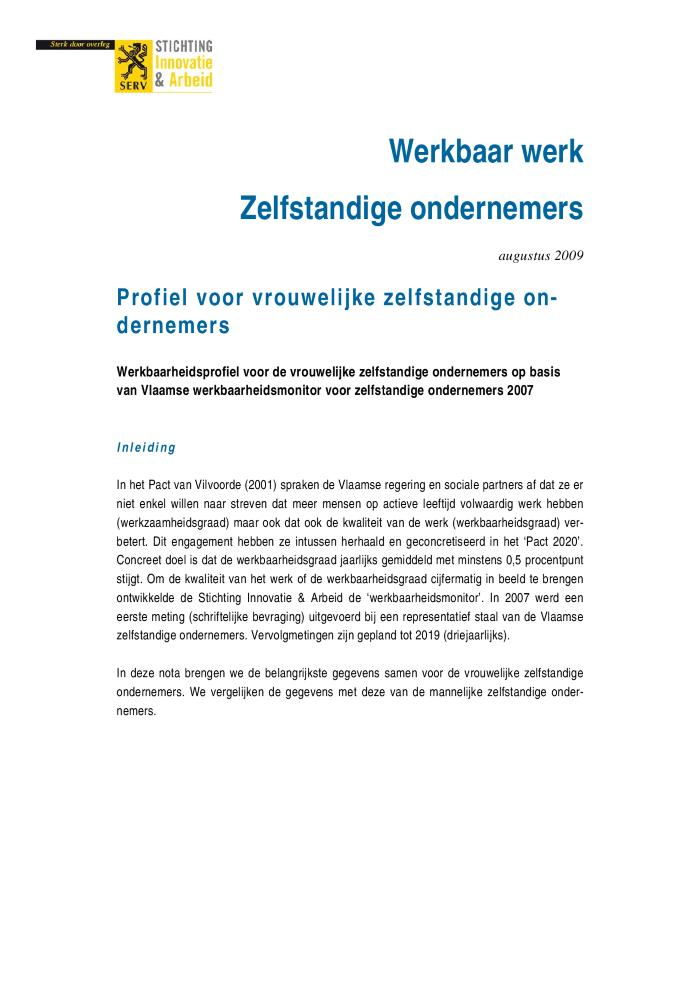 Sterk door overleg
SERV
STICHTING
Innovatie
& Arbeid
Werkbaar werk
Zelfstandige ondernemers
augustus 2009
Profiel voor vrouwelijke zelfstandige on-
dernemers
Werkbaarheidsprofiel voor de vrouwelijke zelfstandige ondernemers op basis
van Vlaamse werkbaarheidsmonitor voor zelfstandige ondernemers 2007
Inleiding
In het Pact van Vilvoorde (2001) spraken de Vlaamse regering en sociale partners af dat ze er
niet enkel willen naar streven dat meer mensen op actieve leeftijd volwaardig werk hebben
(werkzaamheidsgraad) maar ook dat ook de kwaliteit van de werk (werkbaarheidsgraad) ver-
betert. Dit engagement hebben ze intussen herhaald en geconcretiseerd in het ‘Pact 2020’.
Concreet doel is dat de werkbaarheidsgraad jaarlijks gemiddeld met minstens 0,5 procentpunt
stijgt. Om de kwaliteit van het werk of de werkbaarheidsgraad cijfermatig in beeld te brengen
ontwikkelde de Stichting Innovatie & Arbeid de ‘werkbaarheidsmonitor’. In 2007 werd een
eerste meting (schriftelijke bevraging) uitgevoerd bij een representatief staal van de Vlaamse
zelfstandige ondernemers. Vervolgmetingen zijn gepland tot 2019 (driejaarlijks).
In deze nota brengen we de belangrijkste gegevens samen voor de vrouwelijke zelfstandige
ondernemers. We vergelijken de gegevens met deze van de mannelijke zelfstandige onder-
nemers.